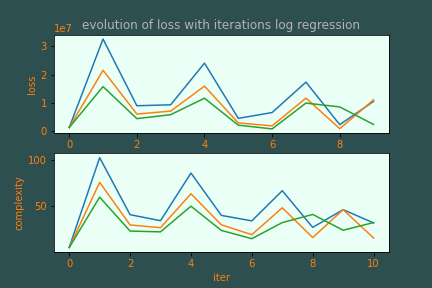 evolution of loss with iterations log regression
1e7
3
2
1
0
loss
0 2 4 6 8
100
50
complexity
0 2 4 6 8 10
iter